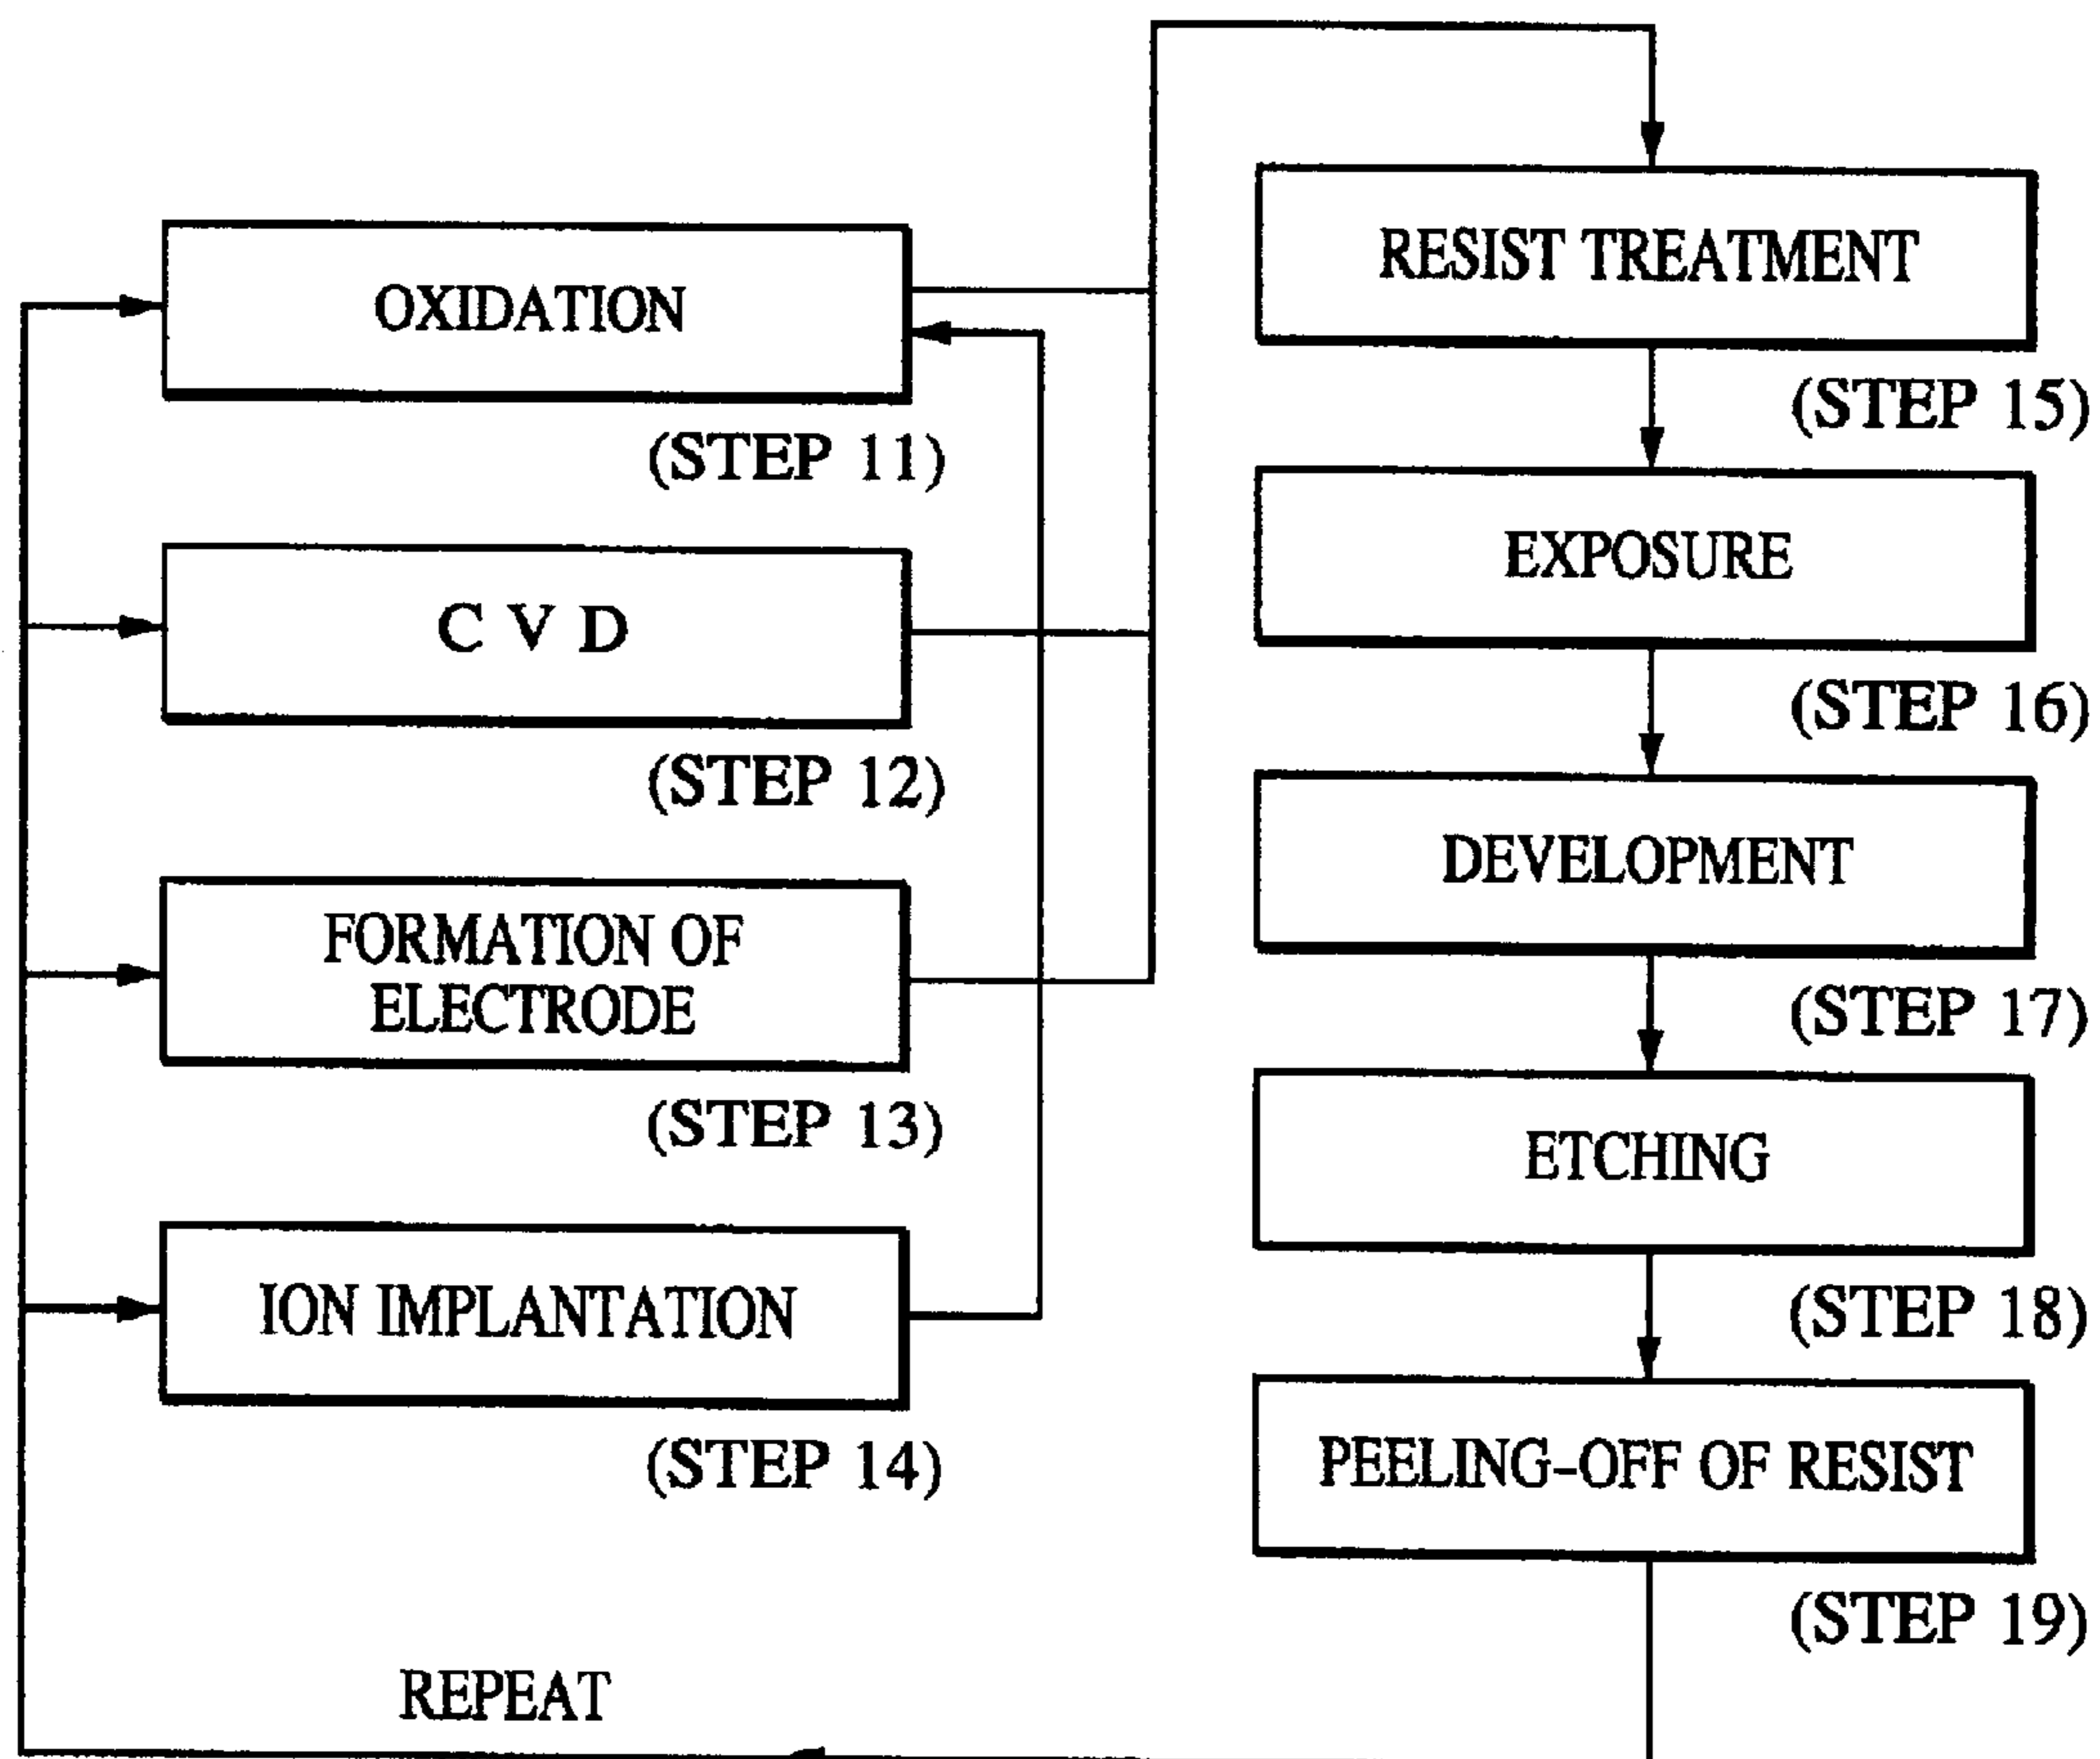 OXIDATION
(STEP 11)
C V D
(STEP 12)
FORMATION OF
ELECTRODE
(STEP 13)
ION IMPLANTATION
(STEP 14)
REPEAT
RESIST TREATMENT
(STEP 15)
EXPOSURE
(STEP 16)
DEVELOPMENT
(STEP 17)
ETCHING
(STEP 18)
PEELING-OFF OF RESIST
(STEP 19)